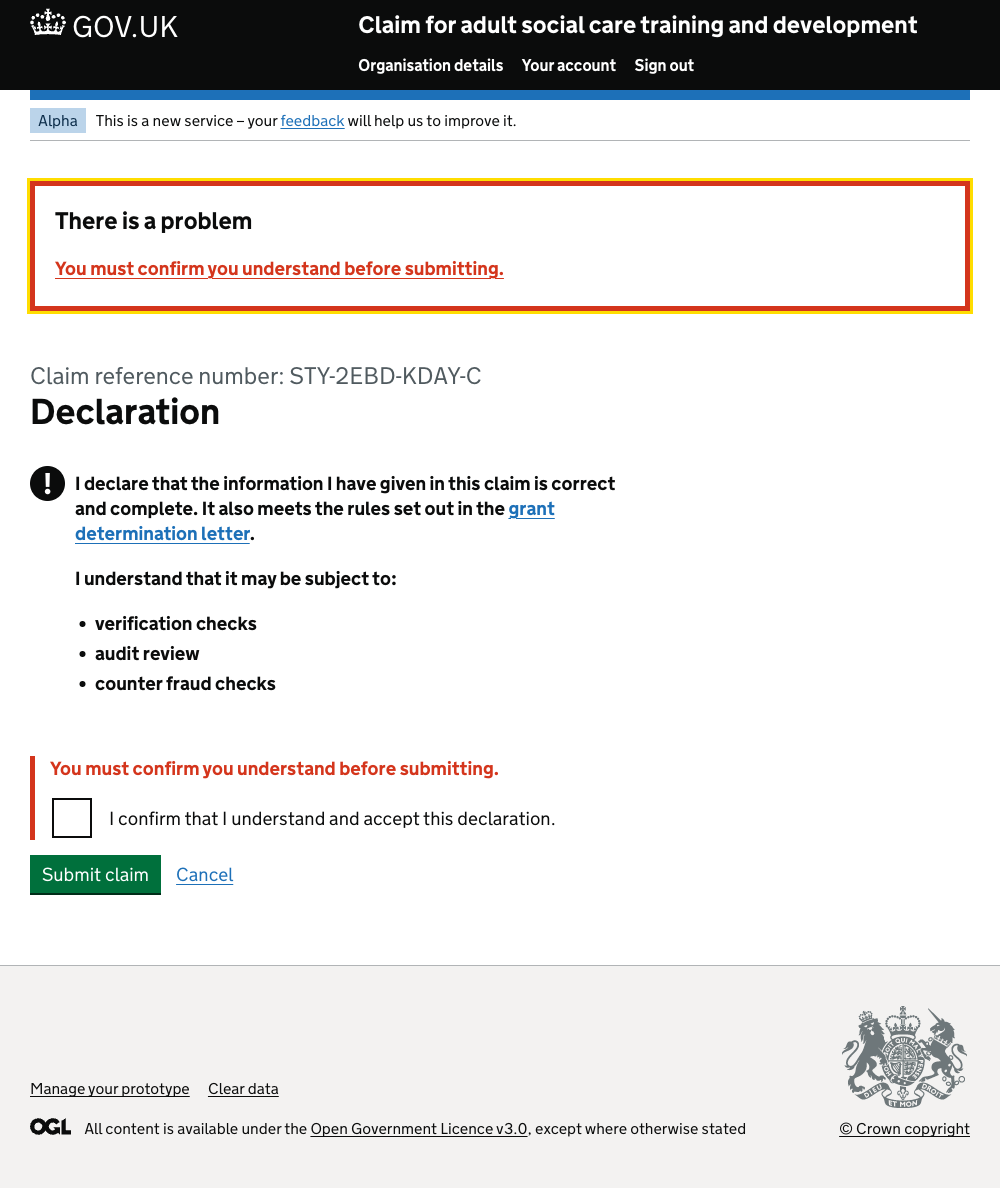 GOV.UK
Claim for adult social care training and development
Organisation details Your account Sign out
Alpha This is a new service – your feedback will help us to improve it.
There is a problem
You must confirm you understand before submitting.
Claim reference number: STY-2EBD-KDAY-C
Declaration
! I declare that the information I have given in this claim is correct
and complete. It also meets the rules set out in the grant
determination letter.
I understand that it may be subject to:
• verification checks
• audit review
• counter fraud checks
You must confirm you understand before submitting.
I confirm that I understand and accept this declaration.
Submit claim Cancel
Manage your prototype Clear data
DIEU ET MON DROIT
OGL All content is available under the Open Government Licence v3.0, except where otherwise stated
© Crown copyright